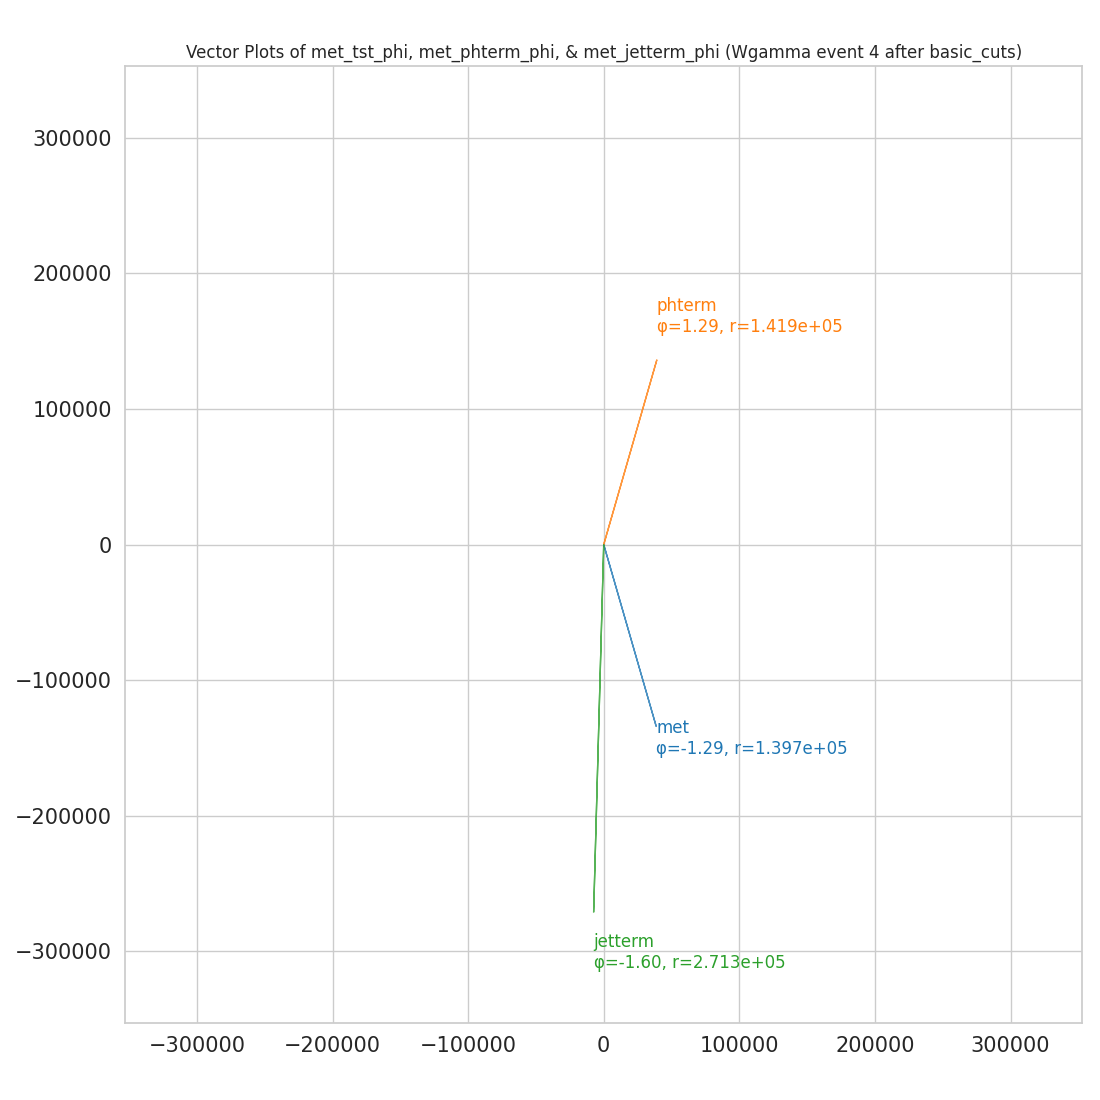 Vector Plots of met_tst_phi, met_phterm_phi, & met_jetterm_phi (Wgamma event 4 after basic_cuts)
300000
200000
phterm
φ=1.29, r=1.419e+05
100000
0
−100000
met
φ=-1.29, r=1.397e+05
−200000
jetterm
−300000
φ=-1.60, r=2.713e+05
−300000 −200000 −100000 0 100000 200000 300000